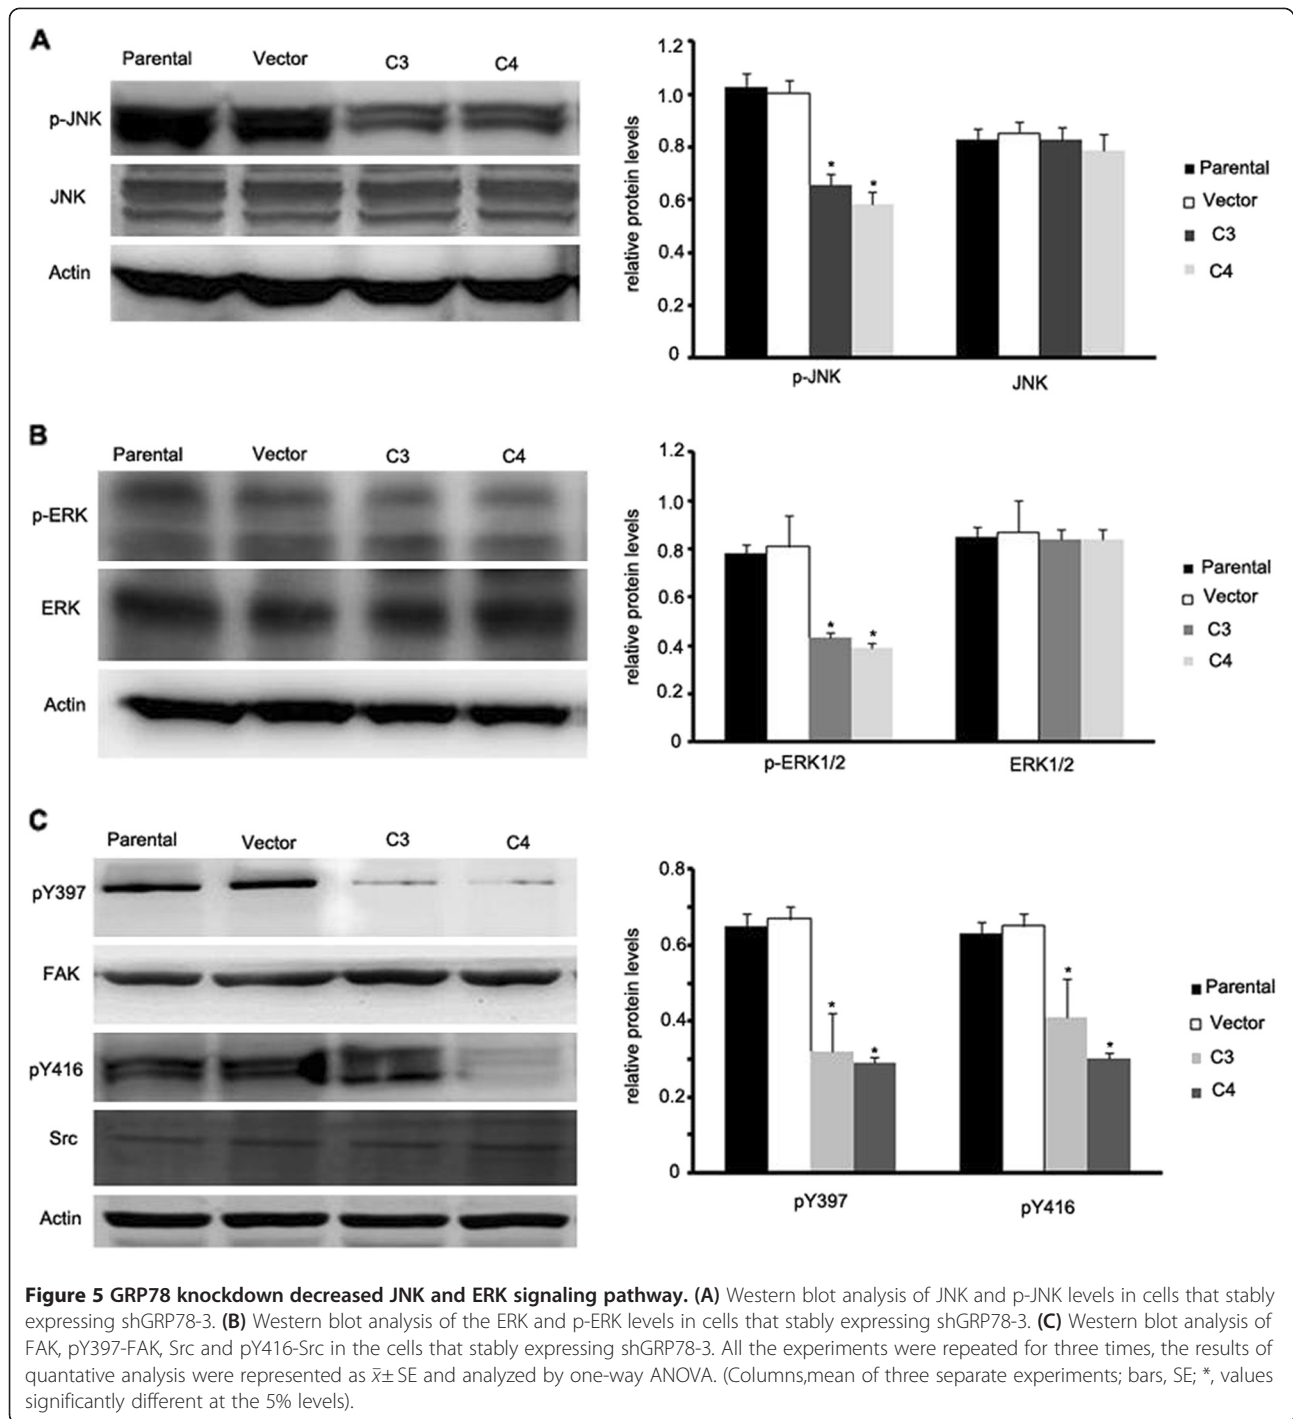 A
Parental Vector C3 C4
p-JNK
JNK
Actin
relative protein levels
1.2
1.0
0.8
0.6
0.4
0.2
0
* *
p-JNK JNK
Parental
Vector
C3
C4
B
Parental Vector C3 C4
p-ERK
ERK
Actin
relative protein levels
1.2
1.0
0.8
0.6
0.4
0.2
0
* *
p-ERK1/2 ERK1/2
Parental
Vector
C3
C4
C
Parental Vector C3 C4
pY397
FAK
pY416
Src
Actin
relative protein levels
0.8
0.6
0.4
0.2
0
* * * *
pY397 pY416
Parental
Vector
C3
C4
Figure 5 GRP78 knockdown decreased JNK and ERK signaling pathway. (A) Western blot analysis of JNK and p-JNK levels in cells that stably
expressing shGRP78-3. (B) Western blot analysis of the ERK and p-ERK levels in cells that stably expressing shGRP78-3. (C) Western blot analysis of
FAK, pY397-FAK, Src and pY416-Src in the cells that stably expressing shGRP78-3. All the experiments were repeated for three times, the results of
quantative analysis were represented as x̄± SE and analyzed by one-way ANOVA. (Columns,mean of three separate experiments; bars, SE; *, values
significantly different at the 5% levels).